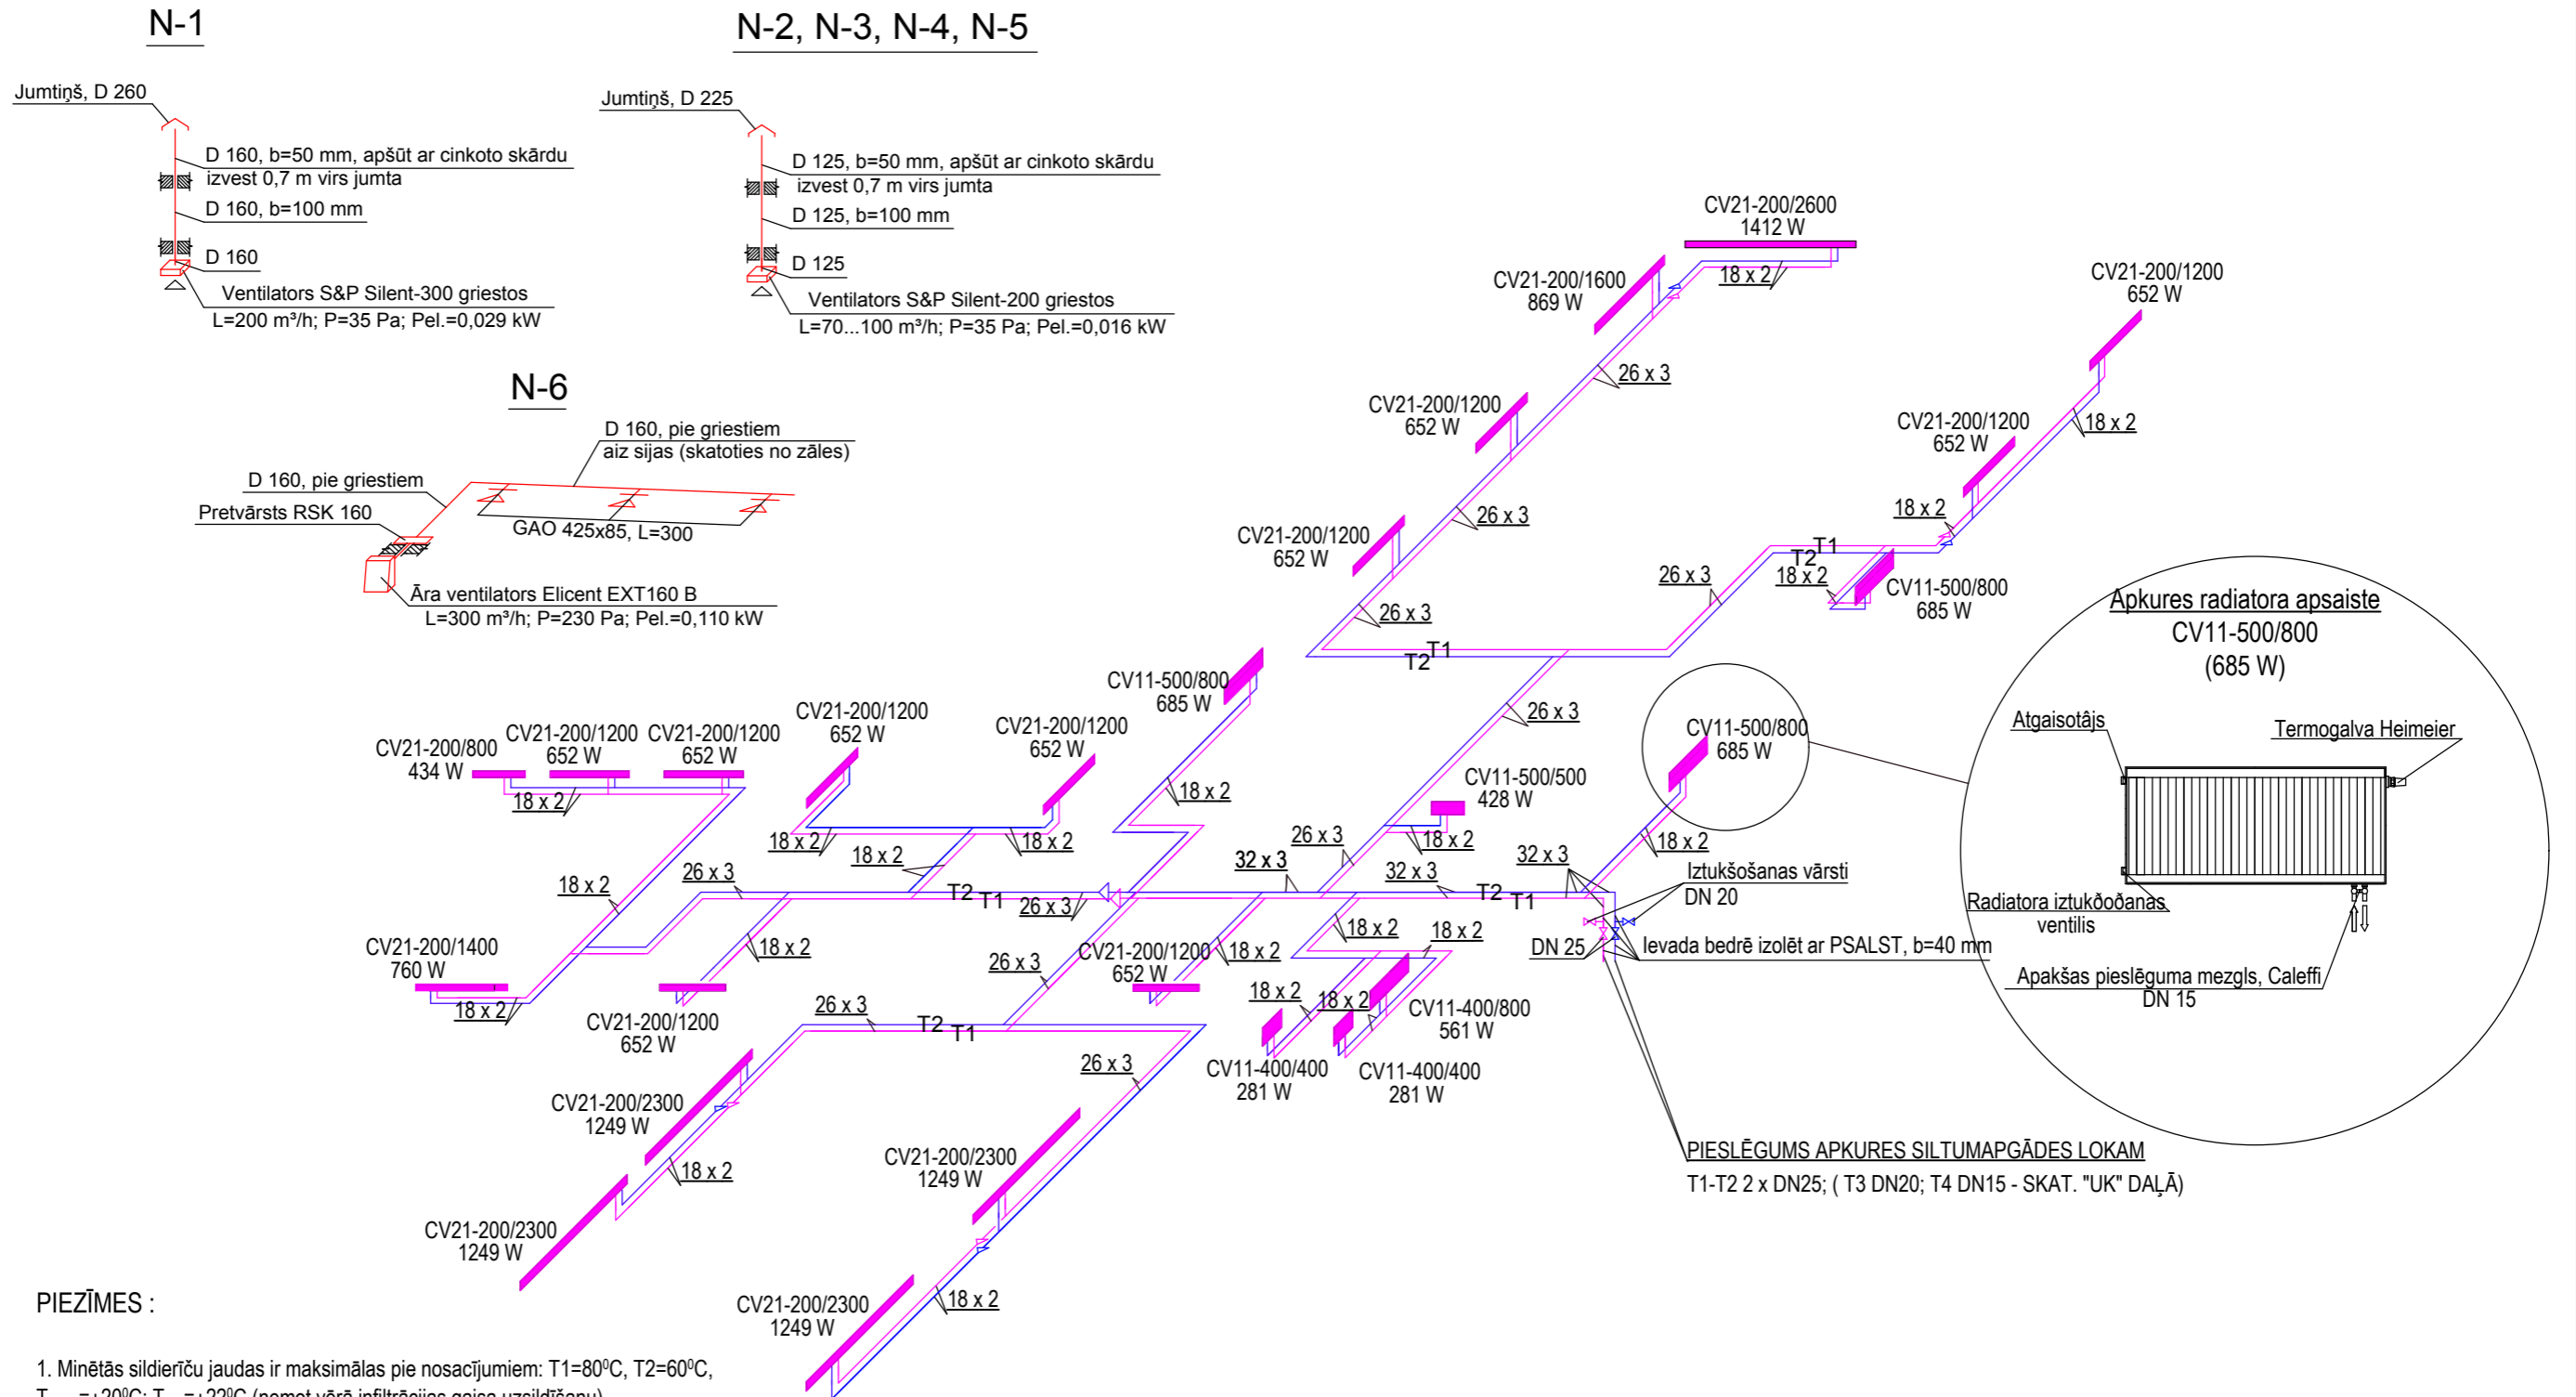 N-1
Jumtiņš, D 260
D 160, b=50 mm, apšūt ar cinkoto skārdu
izvest 0,7 m virs jumta
D 160, b=100 mm
D 160
Ventilators S&P Silent-300 griestos
L=200 m³/h; P=35 Pa; Pel.=0,029 kW
N-2, N-3, N-4, N-5
Jumtiņš, D 225
D 125, b=50 mm, apšūt ar cinkoto skārdu
izvest 0,7 m virs jumta
D 125, b=100 mm
D 125
Ventilators S&P Silent-200 griestos
L=70...100 m³/h; P=35 Pa; Pel.=0,016 kW
N-6
D 160, pie griestiem
aiz sijas (skatoties no zāles)
D 160, pie griestiem
Pretvārsts RSK 160
GAO 425x85, L=300
Āra ventilators Elicent EXT160 B
L=300 m³/h; P=230 Pa; Pel.=0,110 kW
CV21-200/2600
1412 W
18 x 2
CV21-200/1600
869 W
CV21-200/1200
652 W
26 x 3
CV21-200/1200
652 W
CV21-200/1200
652 W
18 x 2
26 x 3
18 x 2
CV21-200/1200
652 W
T1
T2
26 x 3
18 x 2
CV11-500/800
685 W
26 x 3
T1
T2
Apkures radiatora apsaiste
CV11-500/800
(685 W)
Atgaisotājs
Termogalva Heimeier
Radiatora iztukðoðanas
ventilis
Apakšas pieslēguma mezgls, Caleffi
DN 15
CV11-500/800
685 W
26 x 3
CV11-500/800
685 W
CV21-200/1200
652 W
CV21-200/1200
652 W
CV21-200/1200
652 W
CV21-200/1200
652 W
CV21-200/800
434 W
CV11-500/500
428 W
18 x 2
18 x 2
18 x 2
18 x 2
18 x 2
18 x 2
26 x 3
18 x 2
18 x 2
32 x 3
32 x 3
32 x 3
Iztukšošanas vārsti
DN 20
18 x 2
26 x 3
T2
T1
26 x 3
T2
T1
18 x 2
18 x 2
DN 25
Ievada bedrē izolēt ar PSALST, b=40 mm
CV21-200/1400
760 W
18 x 2
18 x 2
CV21-200/1200
652 W
18 x 2
26 x 3
18 x 2
18 x 2
CV11-400/800
561 W
18 x 2
CV21-200/1200
652 W
26 x 3
T2
T1
CV11-400/400
281 W
CV11-400/400
281 W
26 x 3
CV21-200/2300
1249 W
18 x 2
CV21-200/2300
1249 W
CV21-200/2300
1249 W
PIESLĒGUMS APKURES SILTUMAPGĀDES LOKAM
T1-T2 2 x DN25; ( T3 DN20; T4 DN15 - SKAT. "UK" DAĻĀ)
CV21-200/2300
1249 W
18 x 2
PIEZĪMES :
1. Minētās sildierīču jaudas ir maksimālas pie nosacījumiem: T1=80⁰C, T2=60⁰C,